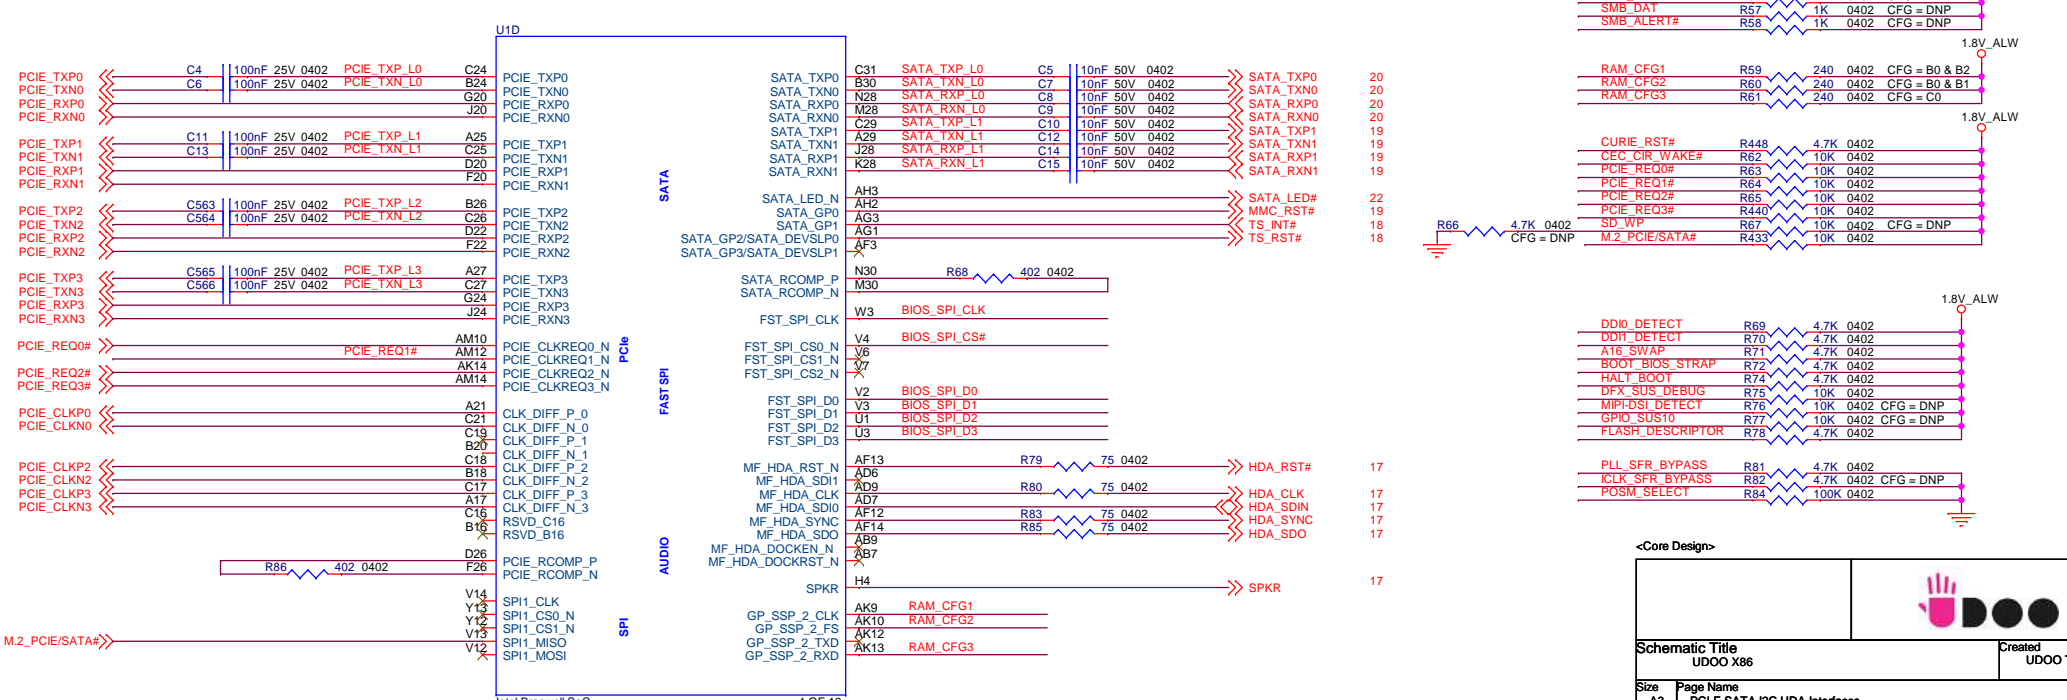 U1D
PCIE_TXP0 C4 100nF 25V 0402 PCIE_TXP_L0 C24 PCIE_TXP0
PCIE_TXN0 C6 100nF 25V 0402 PCIE_TXN_L0 B24 PCIE_TXN0
PCIE_RXP0 G20 PCIE_RXP0
PCIE_RXN0 J20 PCIE_RXN0
PCIE_TXP1 C11 100nF 25V 0402 PCIE_TXP_L1 A25 PCIE_TXP1
PCIE_TXN1 C13 100nF 25V 0402 PCIE_TXN_L1 C25 PCIE_TXN1
PCIE_RXP1 D20 PCIE_RXP1
PCIE_RXN1 F20 PCIE_RXN1
PCIE_TXP2 C563 100nF 25V 0402 PCIE_TXP_L2 B26 PCIE_TXP2
PCIE_TXN2 C564 100nF 25V 0402 PCIE_TXN_L2 C26 PCIE_TXN2
PCIE_RXP2 D22 PCIE_RXP2
PCIE_RXN2 F22 PCIE_RXN2
PCIE_TXP3 C565 100nF 25V 0402 PCIE_TXP_L3 A27 PCIE_TXP3
PCIE_TXN3 C566 100nF 25V 0402 PCIE_TXN_L3 C27 PCIE_TXN3
PCIE_RXP3 G24 PCIE_RXP3
PCIE_RXN3 J24 PCIE_RXN3
PCIE_REQ0# AM10 PCIE_CLKREQ0_N
PCIE_REQ1# AM12 PCIE_CLKREQ1_N
PCIE_REQ2# AK14 PCIE_CLKREQ2_N
PCIE_REQ3# AM14 PCIE_CLKREQ3_N
PCIE_CLKP0 A21 CLK_DIFF_P_0
PCIE_CLKN0 C21 CLK_DIFF_N_0
C19 CLK_DIFF_P_1
B20 CLK_DIFF_N_1
PCIE_CLKP2 C18 CLK_DIFF_P_2
PCIE_CLKN2 B18 CLK_DIFF_N_2
PCIE_CLKP3 C17 CLK_DIFF_P_3
PCIE_CLKN3 A17 CLK_DIFF_N_3
C16 RSVD_C16
B16 RSVD_B16
D26 PCIE_RCOMP_P
R86 402 0402 F26 PCIE_RCOMP_N
V14 SPI1_CLK
Y13 SPI1_CS0_N
Y12 SPI1_CS1_N
M.2_PCIE/SATA# V13 SPI1_MISO
V12 SPI1_MOSI
SATA
PCIe
FAST SPI
AUDIO
SPI
SATA_TXP0 C31 SATA_TXP_L0 C5 10nF 50V 0402 SATA_TXP0 20
SATA_TXN0 B30 SATA_TXN_L0 C7 10nF 50V 0402 SATA_TXN0 20
SATA_RXP0 N28 SATA_RXP_L0 C8 10nF 50V 0402 SATA_RXP0 20
SATA_RXN0 M28 SATA_RXN_L0 C9 10nF 50V 0402 SATA_RXN0 20
SATA_TXP1 C29 SATA_TXP_L1 C10 10nF 50V 0402 SATA_TXP1 19
SATA_TXN1 A29 SATA_TXN_L1 C12 10nF 50V 0402 SATA_TXN1 19
SATA_RXP1 J28 SATA_RXP_L1 C14 10nF 50V 0402 SATA_RXP1 19
SATA_RXN1 K28 SATA_RXN_L1 C15 10nF 50V 0402 SATA_RXN1 19
SATA_LED_N AH3 SATA_LED# 22
SATA_GP0 AH2 MMC_RST# 19
SATA_GP1 AG3 TS_INT# 18
SATA_GP2/SATA_DEVSLP0 AG1 TS_RST# 18
SATA_GP3/SATA_DEVSLP1 AF3
SATA_RCOMP_P N30 R68 402 0402
SATA_RCOMP_N M30
FST_SPI_CLK W3 BIOS_SPI_CLK
FST_SPI_CS0_N V4 BIOS_SPI_CS#
FST_SPI_CS1_N V6
FST_SPI_CS2_N V7
FST_SPI_D0 V2 BIOS_SPI_D0
FST_SPI_D1 V3 BIOS_SPI_D1
FST_SPI_D2 U1 BIOS_SPI_D2
FST_SPI_D3 U3 BIOS_SPI_D3
MF_HDA_RST_N AF13 R79 75 0402 HDA_RST# 17
MF_HDA_SDI1 AD6
MF_HDA_CLK AD9 R80 75 0402 HDA_CLK 17
MF_HDA_SDI0 AD7 HDA_SDIN 17
MF_HDA_SYNC AF12 R83 75 0402 HDA_SYNC 17
MF_HDA_SDO AF14 R85 75 0402 HDA_SDO 17
MF_HDA_DOCKEN_N AB9
MF_HDA_DOCKRST_N AB7
SPKR H4 SPKR 17
GP_SSP_2_CLK AK9 RAM_CFG1
GP_SSP_2_FS AK10 RAM_CFG2
GP_SSP_2_TXD AK12
GP_SSP_2_RXD AK13 RAM_CFG3
SMB_DAT R57 1K 0402 CFG = DNP
SMB_ALERT# R58 1K 0402 CFG = DNP
1.8V_ALW
RAM_CFG1 R59 240 0402 CFG = B0 & B2
RAM_CFG2 R60 240 0402 CFG = B0 & B1
RAM_CFG3 R61 240 0402 CFG = C0
1.8V_ALW
CURIE_RST# R448 4.7K 0402
CEC_CIR_WAKE# R62 10K 0402
PCIE_REQ0# R63 10K 0402
PCIE_REQ1# R64 10K 0402
PCIE_REQ2# R65 10K 0402
PCIE_REQ3# R440 10K 0402
R66 4.7K 0402 CFG = DNP
SD_WP R67 10K 0402 CFG = DNP
M.2_PCIE/SATA# R433 10K 0402
1.8V_ALW
DDI0_DETECT R69 4.7K 0402
DDI1_DETECT R70 4.7K 0402
A16_SWAP R71 4.7K 0402
BOOT_BIOS_STRAP R72 4.7K 0402
HALT_BOOT R74 4.7K 0402
DFX_SUS_DEBUG R75 10K 0402
MIPI-DSI_DETECT R76 10K 0402 CFG = DNP
GPIO_SUS10 R77 10K 0402 CFG = DNP
FLASH_DESCRIPTOR R78 4.7K 0402
PLL_SFR_BYPASS R81 4.7K 0402
ICLK_SFR_BYPASS R82 4.7K 0402 CFG = DNP
POSM_SELECT R84 100K 0402
<Core Design>
UDOO
Schematic Title
UDOO X86
Created
UDOO
Size
Page Name